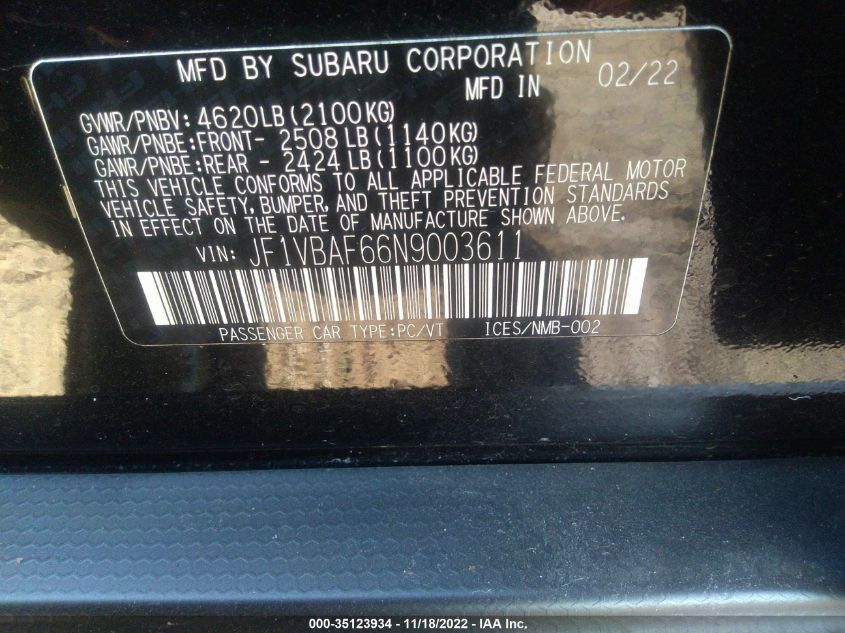 MFD BY SUBARU CORPORATION
MFD IN 02/22
GVWR/PNBV: 4620LB(2100KG)
GAWR/PNBE:FRONT- 2508 LB(1140KG)
GAWR/PNBE:REAR - 2424 LB(1100KG)
THIS VEHICLE CONFORMS TO ALL APPLICABLE FEDERAL MOTOR
VEHICLE SAFETY, BUMPER, AND THEFT PREVENTION STANDARDS
IN EFFECT ON THE DATE OF MANUFACTURE SHOWN ABOVE.
VIN: JF1VBAF66N9003611
PASSENGER CAR TYPE:PC/VT ICES/NMB-002
000-35123934 - 11/18/2022 - IAA Inc.